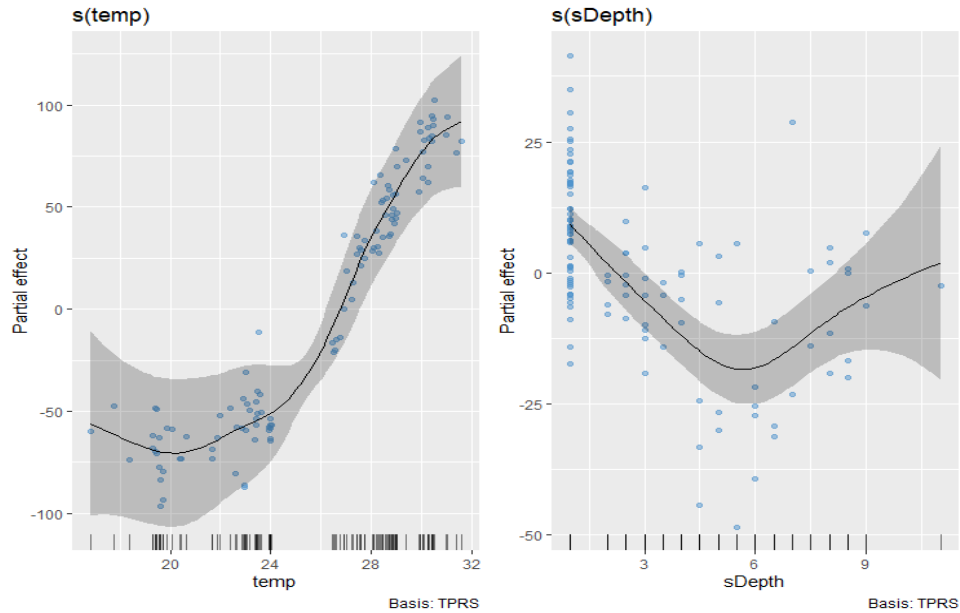 s(temp)
Partial effect
100
50
0
-50
-100
20
24
28
32
temp
Basis: TPRS
s(sDepth)
Partial effect
25
0
-25
-50
3
6
9
sDepth
Basis: TPRS